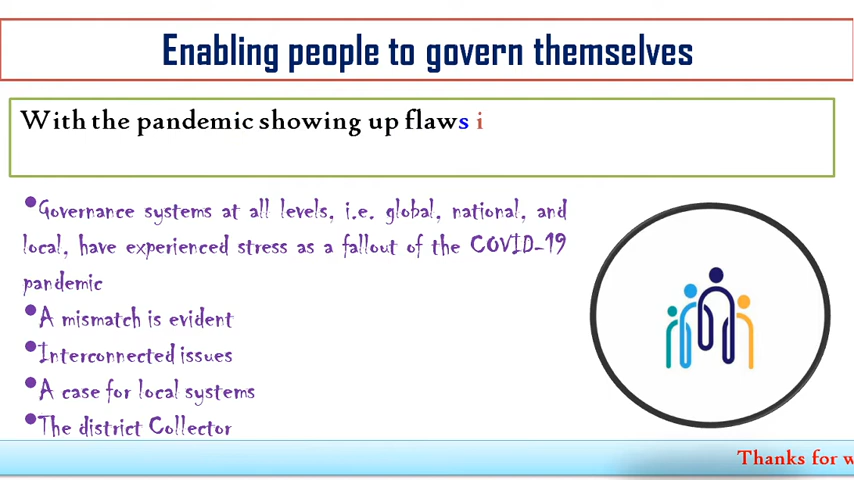 Enabling people to govern themselves
With the pandemic showing up flaws i
•Governance systems at all levels, i.e. global, national, and
local, have experienced stress as a fallout of the COVID-19
pandemic
•A mismatch is evident
•Interconnected issues
•A case for local systems
•The district Collector
Thanks for w